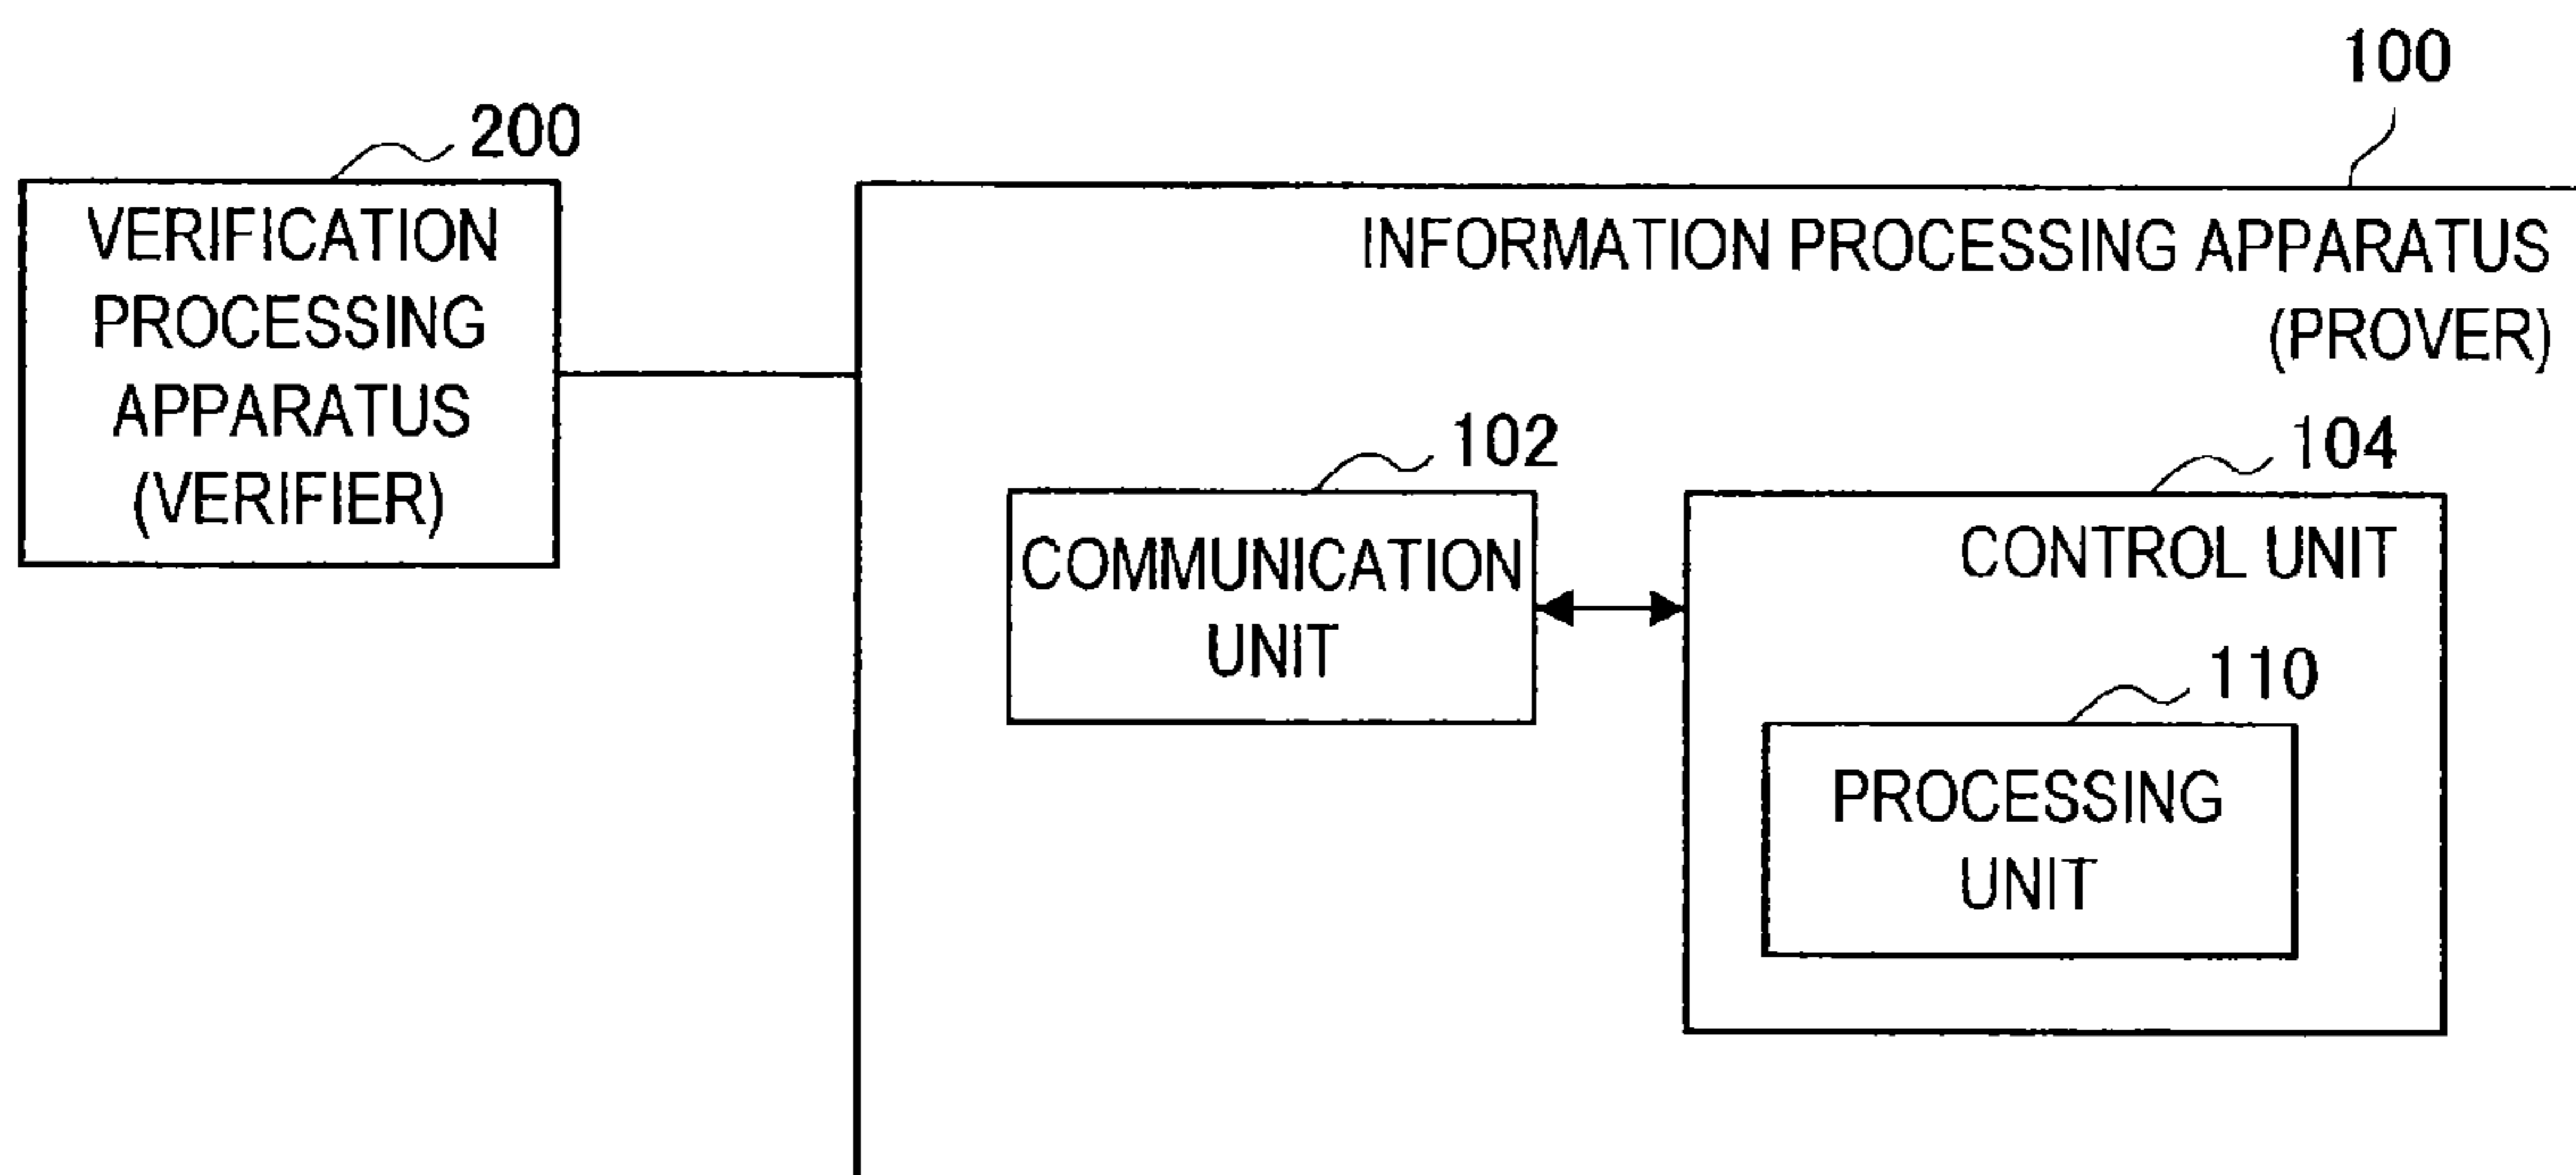 100
200
VERIFICATION
PROCESSING
APPARATUS
(VERIFIER)
INFORMATION PROCESSING APPARATUS
(PROVER)
102
COMMUNICATION
UNIT
104
CONTROL UNIT
110
PROCESSING
UNIT